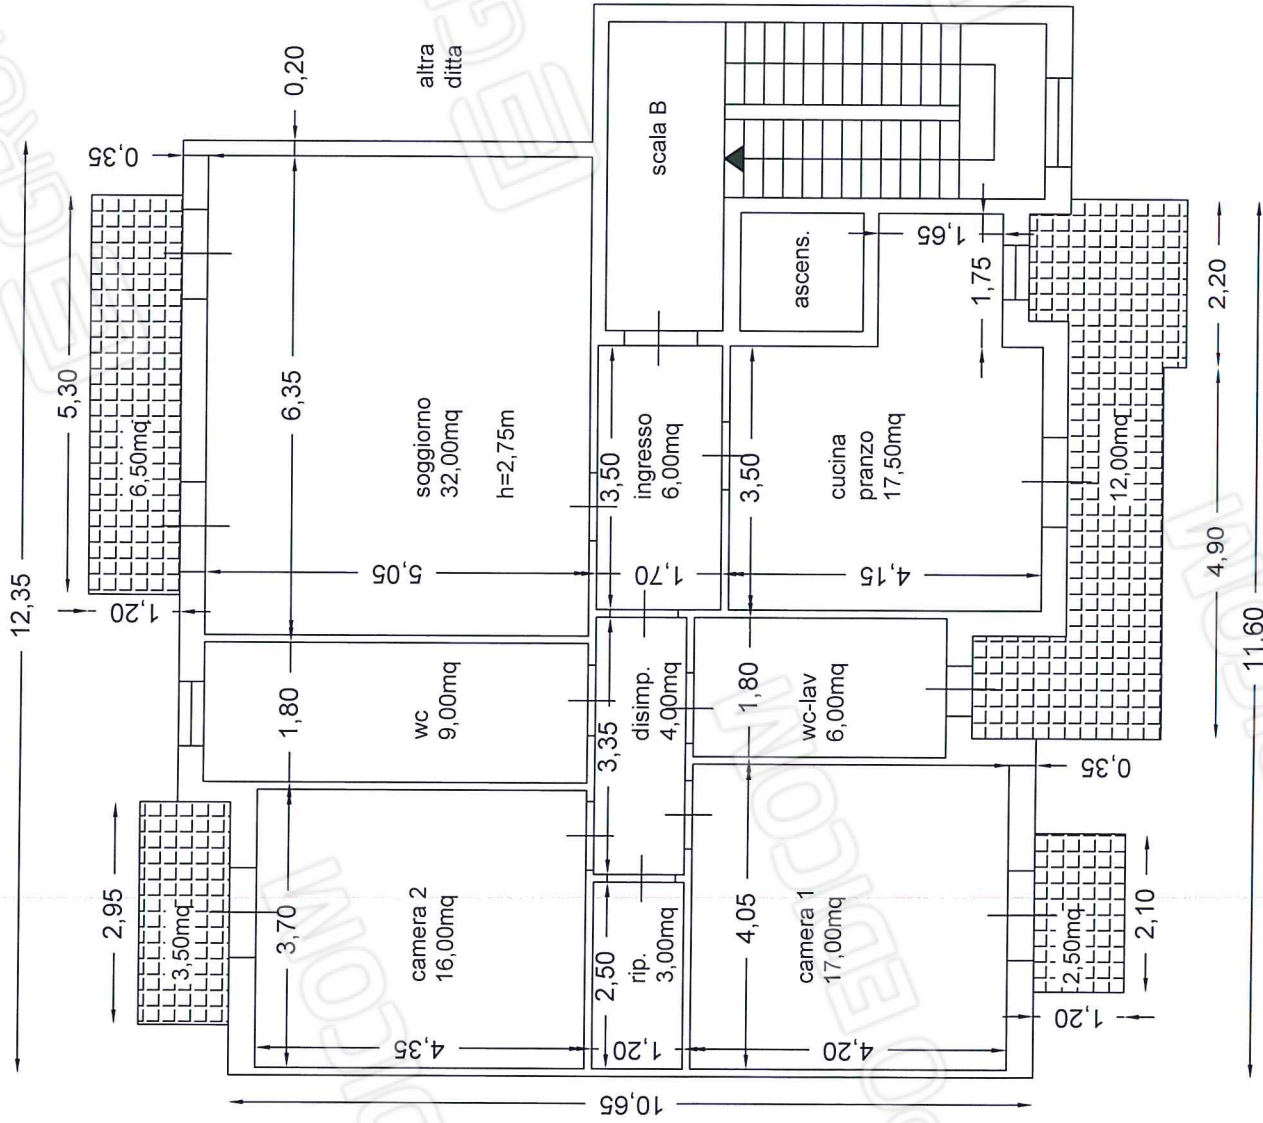 12,35
5,30
6,50mq
1,20
0,35
0,20
altra
ditta
2,95
3,50mq
6,35
5,05
soggiorno
32,00mq
h=2,75m
1,80
wc
9,00mq
3,70
4,35
camera 2
16,00mq
scala B
ascens.
3,50
ingresso
6,00mq
1,70
3,35
disimp.
4,00mq
2,50
rip.
3,00mq
1,20
3,50
4,15
cucina
pranzo
17,50mq
1,65
1,75
1,80
wc-lav
6,00mq
4,05
4,20
camera 1
17,00mq
12,00mq
2,20
4,90
11,60
0,35
2,50mq
2,10
1,20
10,65
EDICOM